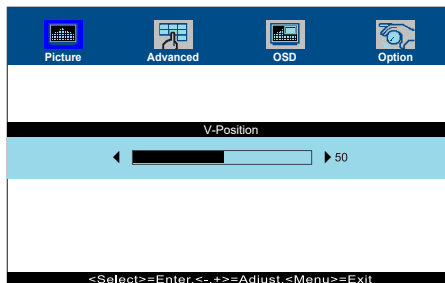 Picture Advanced OSD Option
V-Position
50
<Select>=Enter,<-,+>=Adjust,<Menu>=Exit